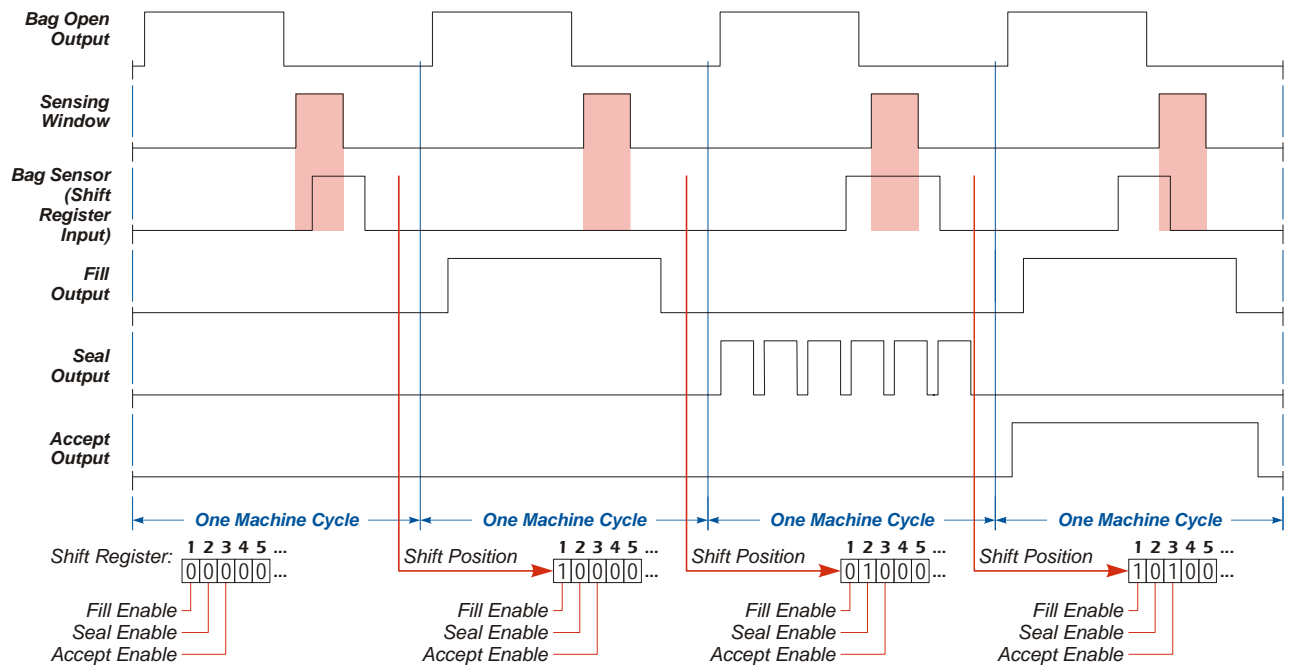 Bag Open
Output
Sensing
Window
Bag Sensor
(Shift
Register
Input)
Fill
Output
Seal
Output
Accept
Output
One Machine Cycle One Machine Cycle One Machine Cycle One Machine Cycle
Shift Register: 1 2 3 4 5 ... Shift Position 1 2 3 4 5 ... Shift Position 1 2 3 4 5 ... Shift Position 1 2 3 4 5 ...
0 0 0 0 0 ... 1 0 0 0 0 ... 0 1 0 0 0 ... 1 0 1 0 0 ...
Fill Enable Fill Enable Fill Enable Fill Enable
Seal Enable Seal Enable Seal Enable Seal Enable
Accept Enable Accept Enable Accept Enable Accept Enable